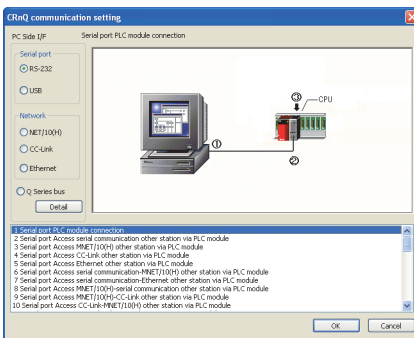 CRnQ communication setting
PC Side I/F
Serial port PLC module connection
Serial port
RS-232
USB
Network
NET/10(H)
CC-Link
Ethernet
Q Series bus
Detail
③
CPU
①
②
1 Serial port PLC module connection
2 Serial port Access serial communication other station via PLC module
3 Serial port Access MNET/10(H) other station via PLC module
4 Serial port Access CC-Link other station via PLC module
5 Serial port Access Ethernet other station via PLC module
6 Serial port Access serial communication-MNET/10(H) other station via PLC module
7 Serial port Access serial communication-Ethernet other station via PLC module
8 Serial port Access MNET/10(H)-serial communication other station via PLC module
9 Serial port Access MNET/10(H)-CC-Link other station via PLC module
10 Serial port Access CC-Link-MNET/10(H) other station via PLC module
OK
Cancel